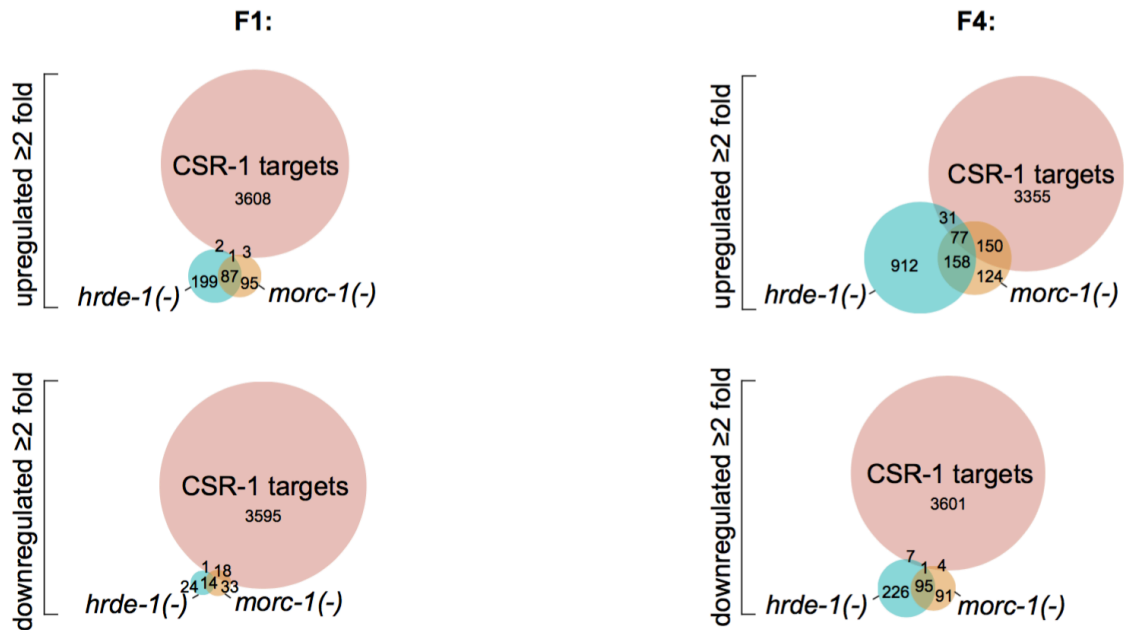 F1:
F4:
upregulated ≥2 fold
CSR-1 targets
3608
2
1
3
199
87
95
hrde-1(-)
morc-1(-)
upregulated ≥2 fold
CSR-1 targets
3355
31
77
150
912
158
124
hrde-1(-)
morc-1(-)
downregulated ≥2 fold
CSR-1 targets
3595
1
18
24
14
33
hrde-1(-)
morc-1(-)
downregulated ≥2 fold
CSR-1 targets
3601
7
1
4
226
95
91
hrde-1(-)
morc-1(-)